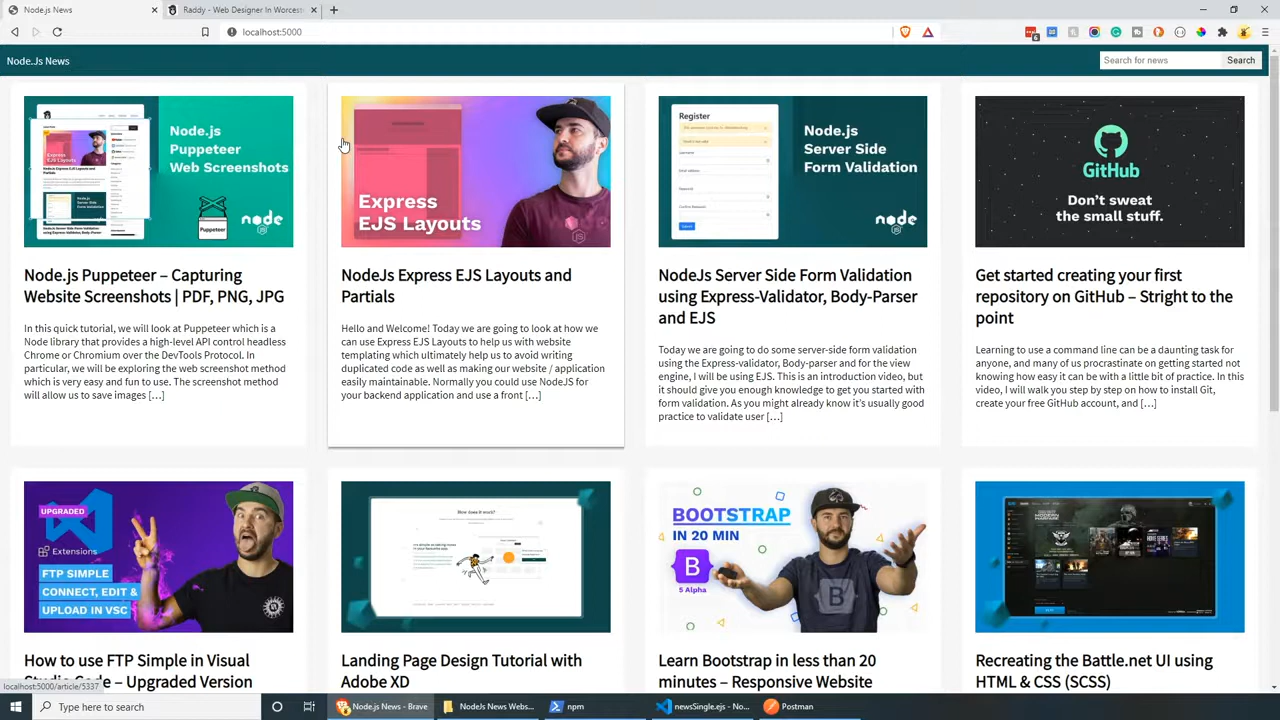 Node.js News
Raddy - Web Designer In Worcest
localhost:5000
6
Node.Js News
Search for news
Search
Node.js
Puppeteer
Web Screenshots
Puppeteer
node
Express
EJS Layouts
Register
Node.js
Server Side
Form Validation
node
GitHub
Don't sweat
the small stuff.
Node.js Puppeteer – Capturing
Website Screenshots | PDF, PNG, JPG
In this quick tutorial, we will look at Puppeteer which is a
Node library that provides a high-level API control headless
Chrome or Chromium over the DevTools Protocol. In
particular, we will be exploring the web screenshot method
which is very easy and fun to use. The screenshot method
will allow us to save images […]
NodeJs Express EJS Layouts and
Partials
Hello and Welcome! Today we are going to look at how we
can use Express EJS Layouts to help us with website
templating which ultimately help us to avoid writing
duplicated code as well as making our website / application
easily maintainable. Normally you could use NodeJS for
your backend application and use a front […]
NodeJs Server Side Form Validation
using Express-Validator, Body-Parser
and EJS
Today we are going to do some server-side form validation
using the Express-validator, Body-parser and for the view
engine, I will be using EJS. This is an introduction video, but
it should give you enough knowledge to get you started with
form validation. As you might already know it's usually good
practice to validate user […]
Get started creating your first
repository on GitHub – Stright to the
point
Learning to use a command line can be a daunting task for
anyone, and many of us procrastinate on getting started not
knowing how easy it can be with a little bit of practice. In this
video, I will walk you step by step on how to install Git,
create your free GitHub account, and […]
UPGRADED
Extensions
FTP SIMPLE
CONNECT, EDIT &
UPLOAD IN VSC
How does it work?
BOOTSTRAP
IN 20 MIN
B
5 Alpha
B
How to use FTP Simple in Visual
Studio Code – Upgraded Version
Landing Page Design Tutorial with
Adobe XD
Learn Bootstrap in less than 20
minutes – Responsive Website
Recreating the Battle.net UI using
HTML & CSS (SCSS)
localhost:5000/article/5337
Type here to search
Node.js News - Brave
NodeJs News Webs...
npm
newsSingle.ejs - No...
Postman